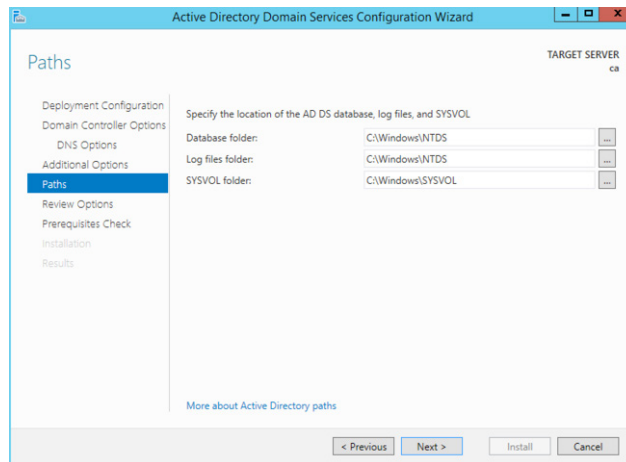 Active Directory Domain Services Configuration Wizard
Paths
TARGET SERVER
ca
Deployment Configuration
Domain Controller Options
DNS Options
Additional Options
Paths
Review Options
Prerequisites Check
Installation
Results
Specify the location of the AD DS database, log files, and SYSVOL
Database folder: C:\Windows\NTDS ...
Log files folder: C:\Windows\NTDS ...
SYSVOL folder: C:\Windows\SYSVOL ...
More about Active Directory paths
< Previous Next > Install Cancel